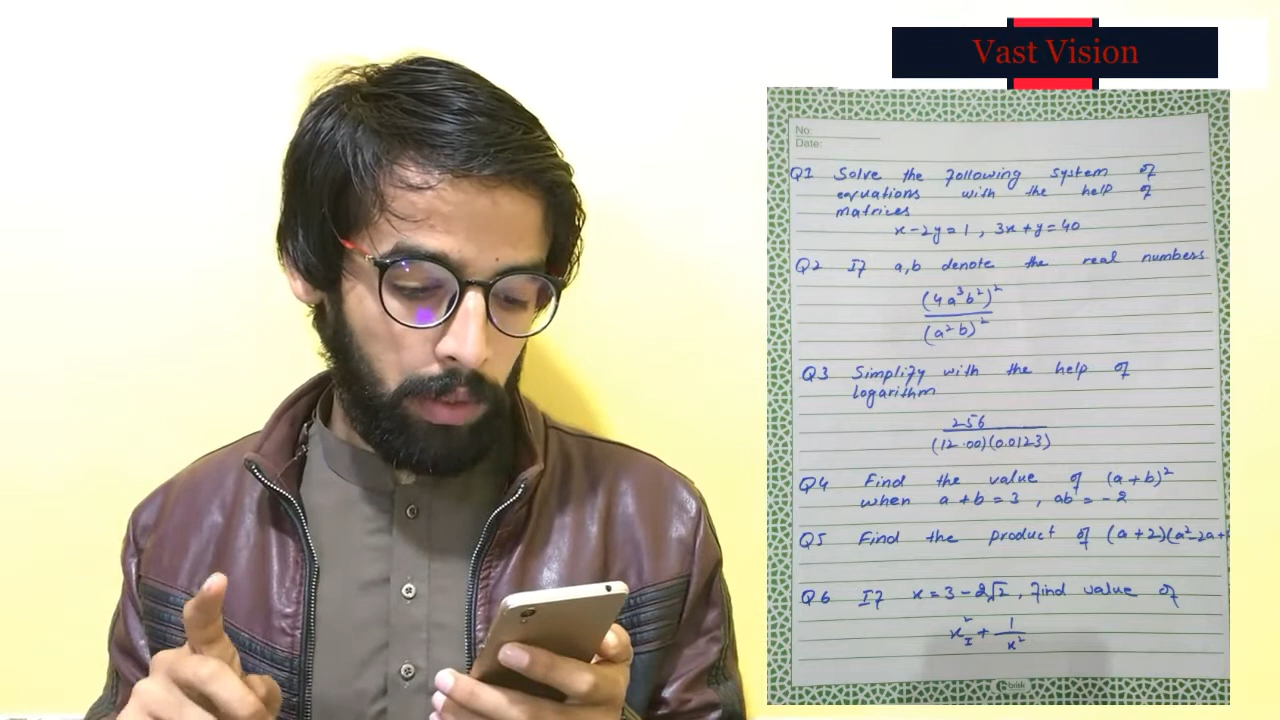 Vast Vision
No:
Date:
Q1 Solve the following system of
equations with the help of
matrices
x-2y=1, 3x+y=40
Q2 If a,b denote the real numbers
(4a³b²)²
(a²b)²
Q3 Simplify with the help of
logarithm
256
(12.00)(0.0123)
Q4 Find the value of (a+b)²
when a+b=3, ab=-2
Q5 Find the product of (a+2)(a²-2a+
Q6 If x=3-2√2, find value of
x² + 1
x²
brisk